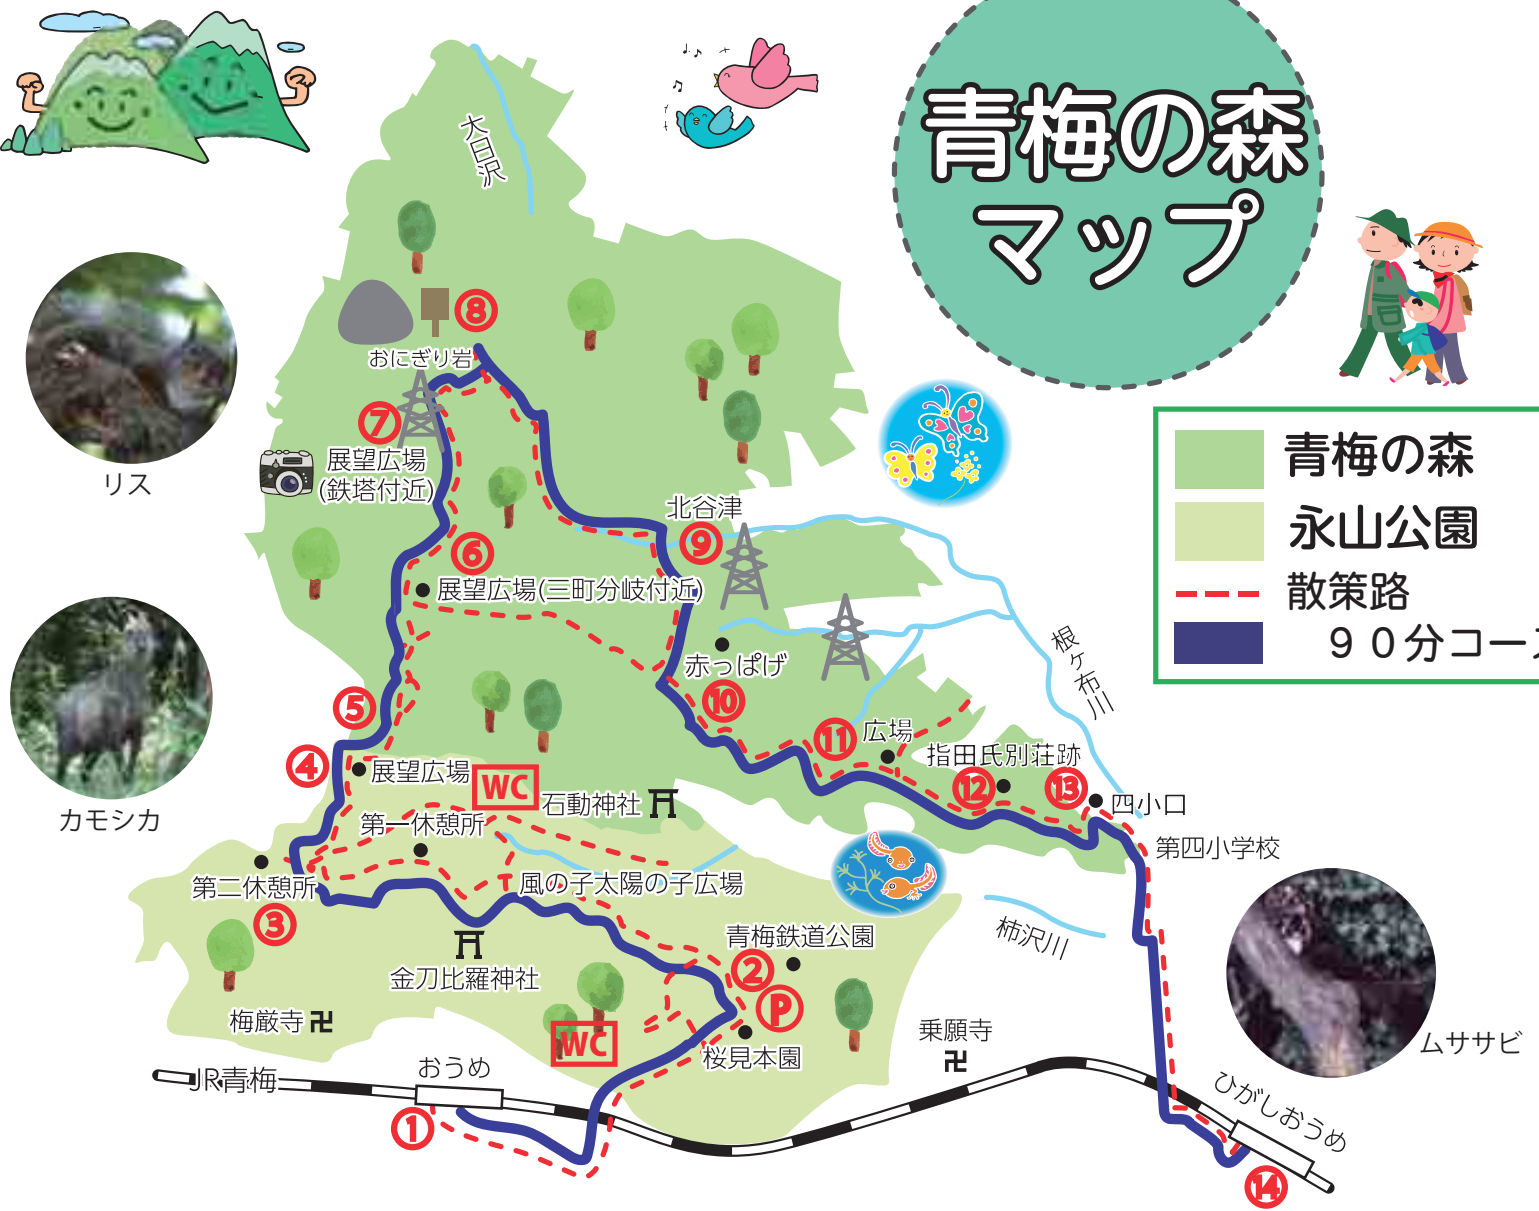 青梅の森
マップ
大日沢
⑧
おにぎり岩
⑦
展望広場
(鉄塔付近)
リス
北谷津
⑨
⑥
展望広場(三町分岐付近)
青梅の森
永山公園
散策路
９０分コー
根ヶ布川
赤っぱげ
⑩
⑤
④
展望広場
WC
石動神社
⑪
広場
指田氏別荘跡
⑫
⑬
四小口
カモシカ
第一休憩所
第四小学校
第二休憩所
③
風の子太陽の子広場
青梅鉄道公園
②
P
柿沢川
金刀比羅神社
梅厳寺
WC
桜見本園
乗願寺
ムササビ
JR青梅
おうめ
①
ひがしおうめ
⑭